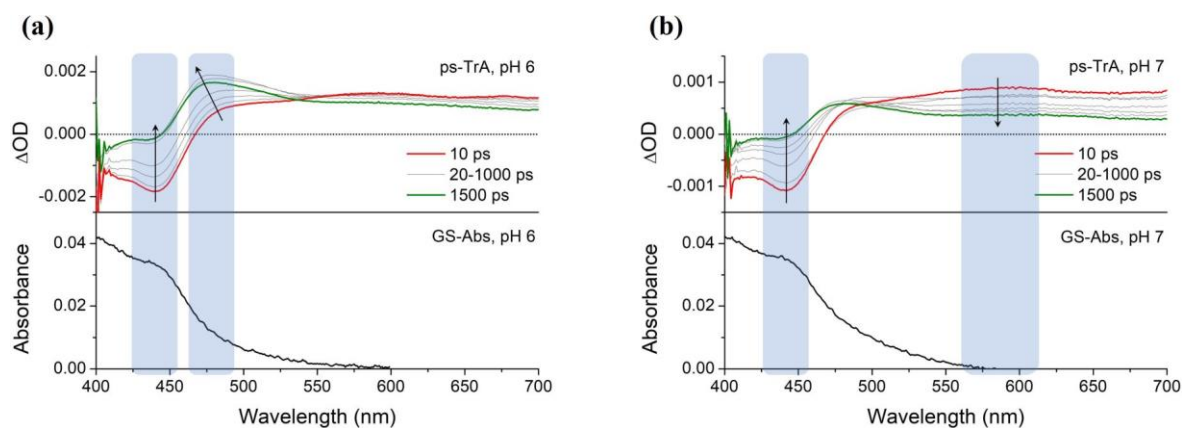 (a)
ps-TrA, pH 6
0.002
0.000
-0.002
ΔOD
10 ps
20-1000 ps
1500 ps
GS-Abs, pH 6
0.04
0.02
0.00
Absorbance
400 450 500 550 600 650 700
Wavelength (nm)
(b)
ps-TrA, pH 7
0.001
0.000
-0.001
ΔOD
10 ps
20-1000 ps
1500 ps
GS-Abs, pH 7
0.04
0.02
0.00
Absorbance
400 450 500 550 600 650 700
Wavelength (nm)